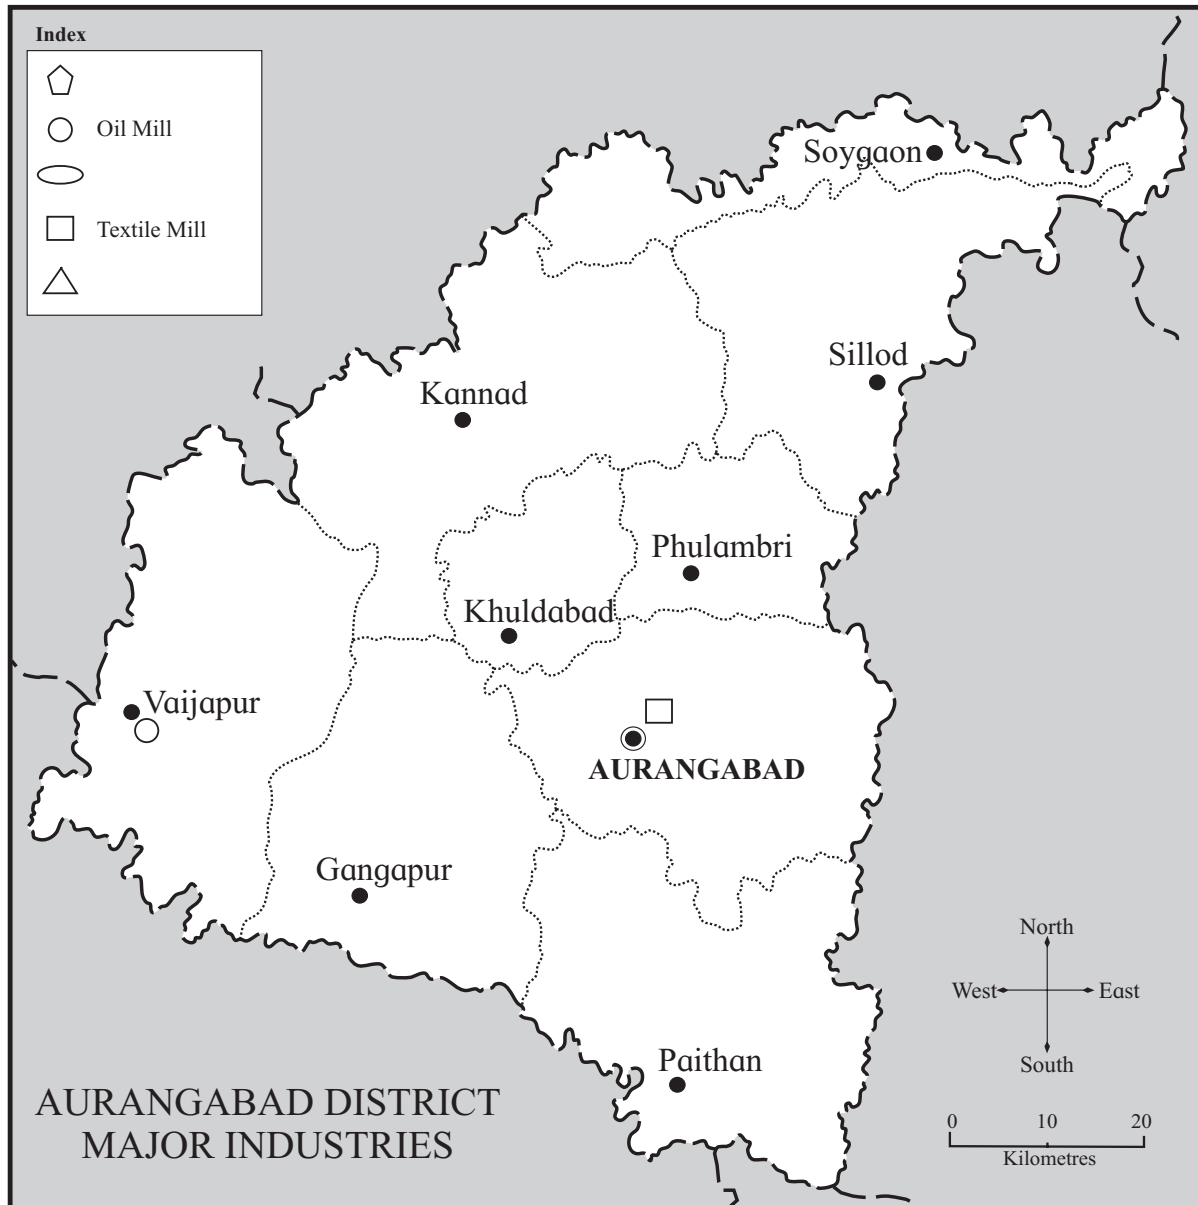 Index
Oil Mill
Textile Mill
Soygaon
Sillod
Kannad
Phulambri
Khuldabad
Vaijapur
AURANGABAD
Gangapur
North
West
East
South
Paithan
AURANGABAD DISTRICT
MAJOR INDUSTRIES
0 10 20
Kilometres